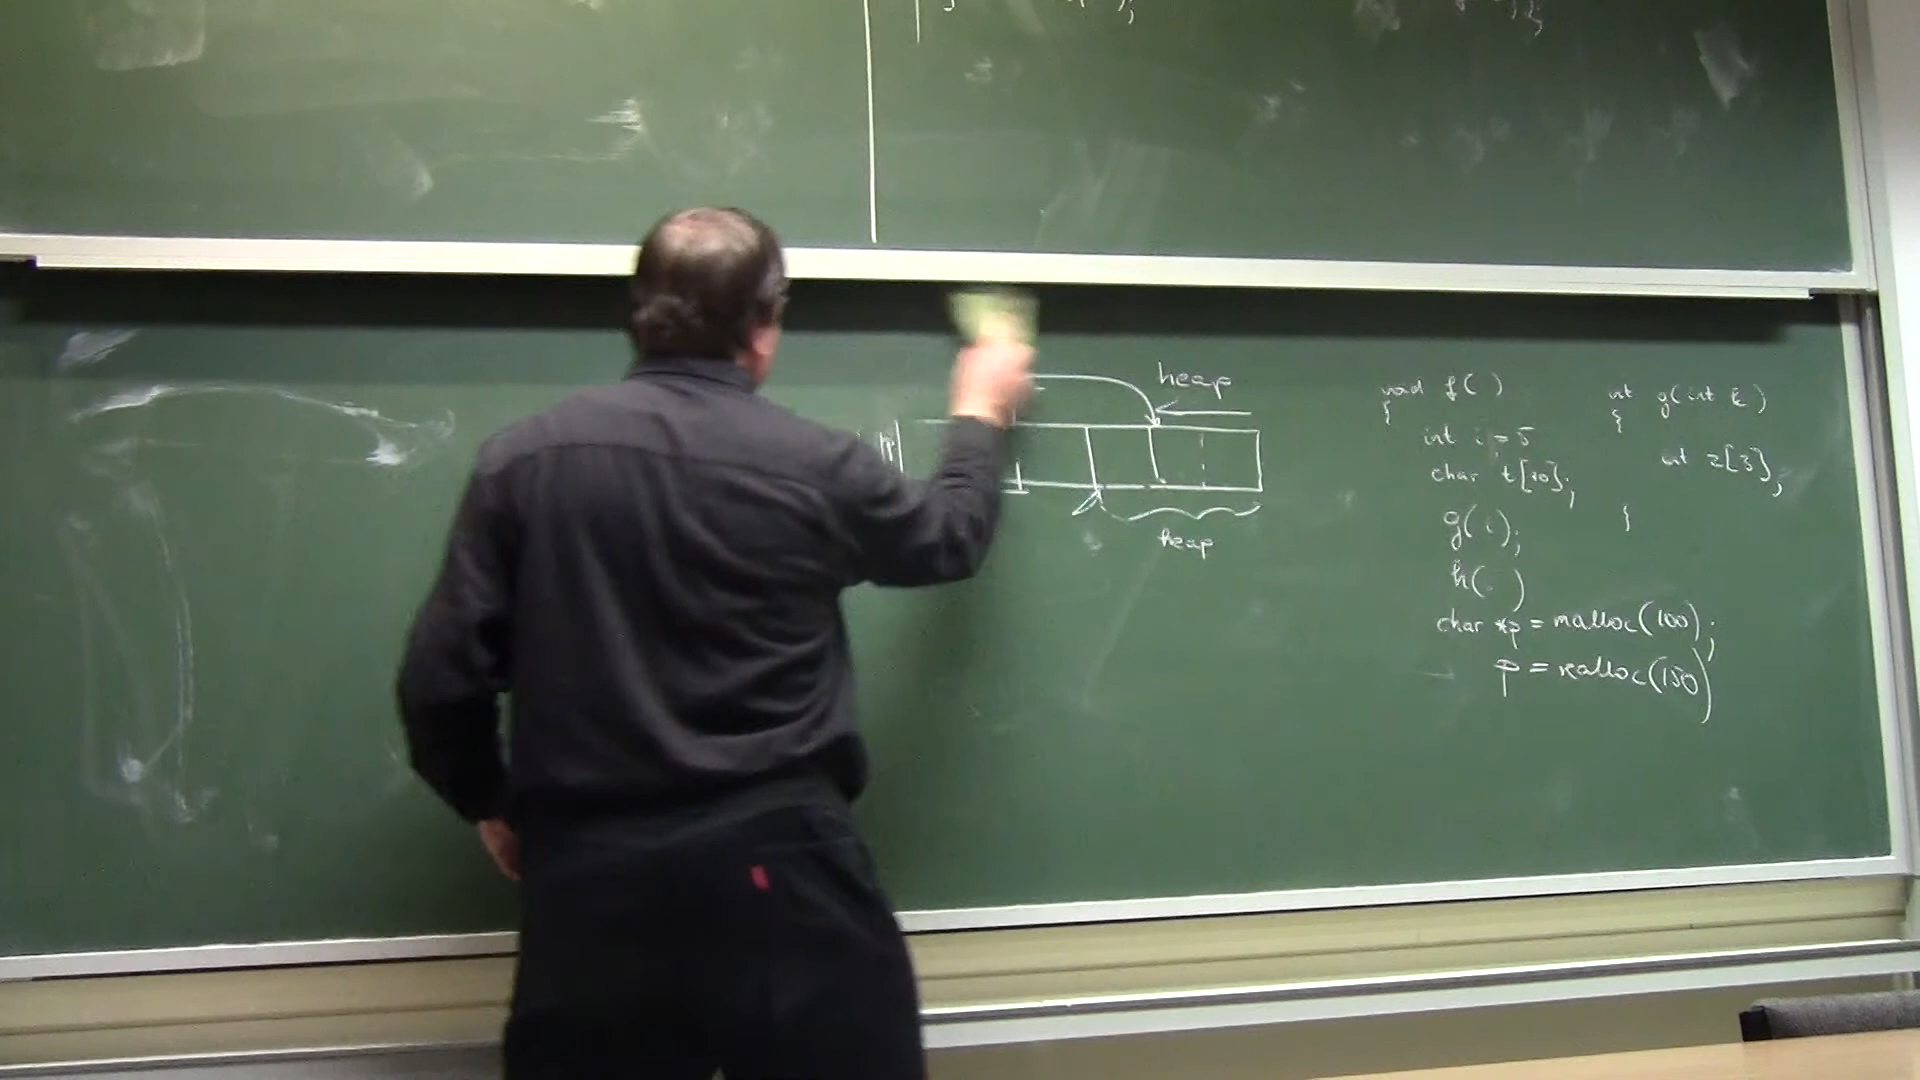 heap
heap
void f( )
{
int i = 5
char t[10];
g(i);
h( )
char *p = malloc(100);
p = realloc(150)
int g(int k)
{
int z[3];
}